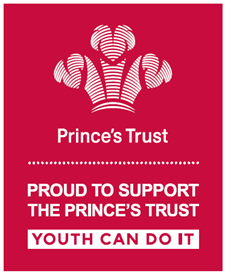 Prince's Trust
PROUD TO SUPPORT
THE PRINCE'S TRUST
YOUTH CAN DO IT